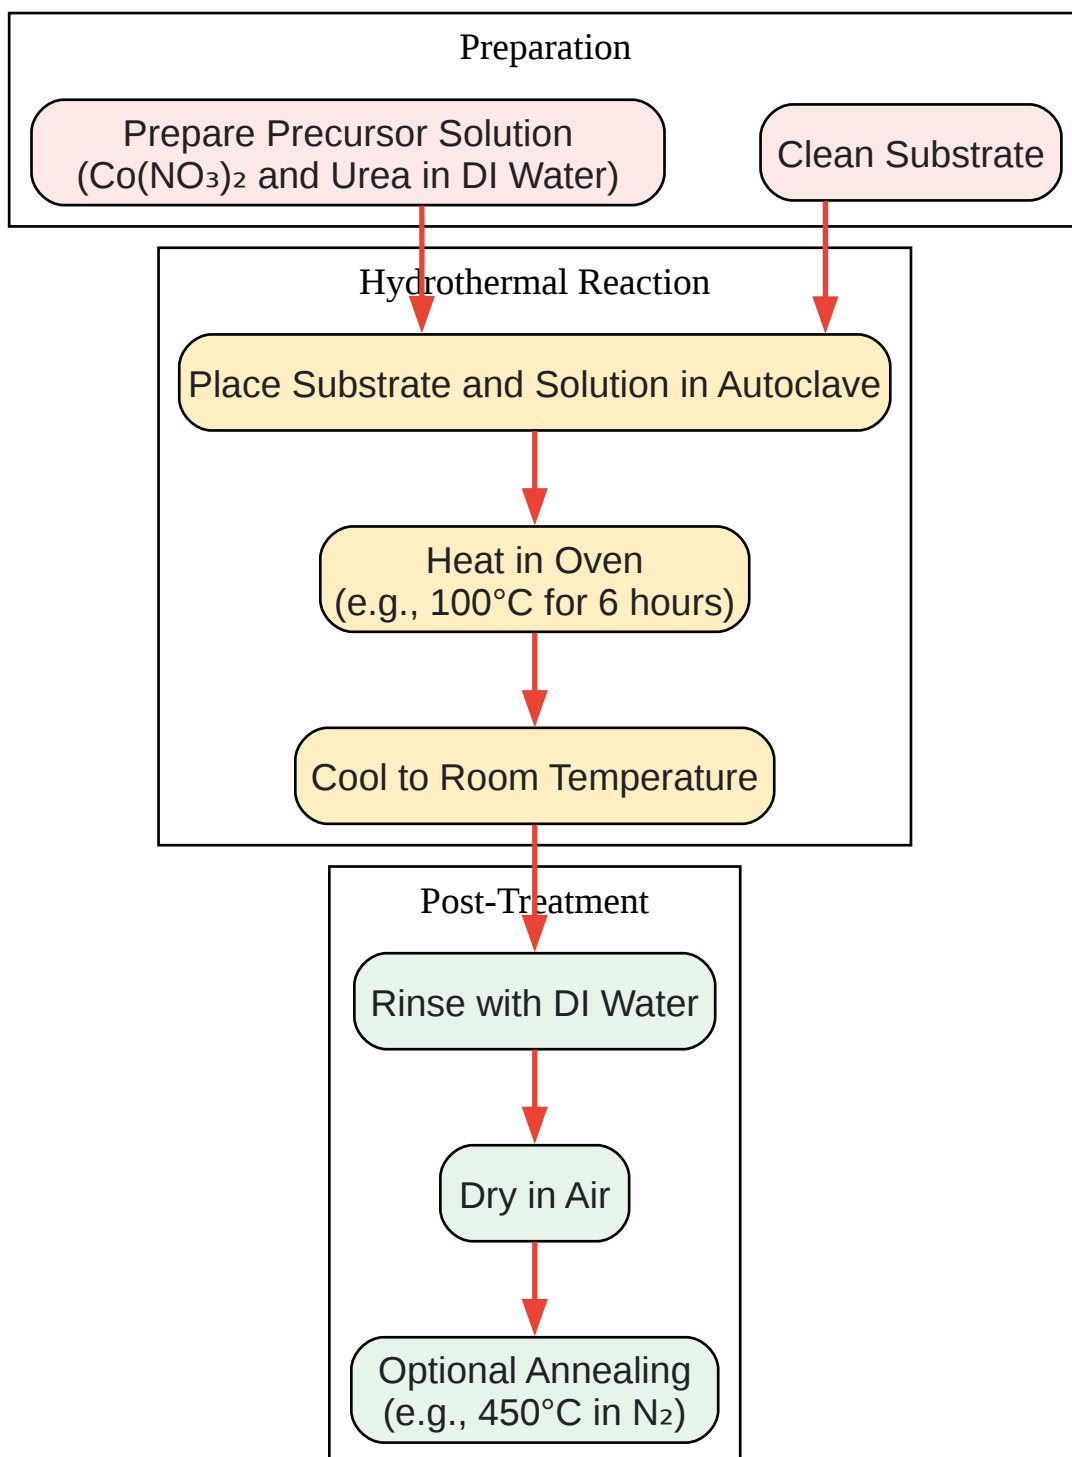 Preparation
Prepare Precursor Solution
(Co(NO₃)₂ and Urea in DI Water)
Clean Substrate
Hydrothermal Reaction
Place Substrate and Solution in Autoclave
Heat in Oven
(e.g., 100°C for 6 hours)
Cool to Room Temperature
Post-Treatment
Rinse with DI Water
Dry in Air
Optional Annealing
(e.g., 450°C in N₂)